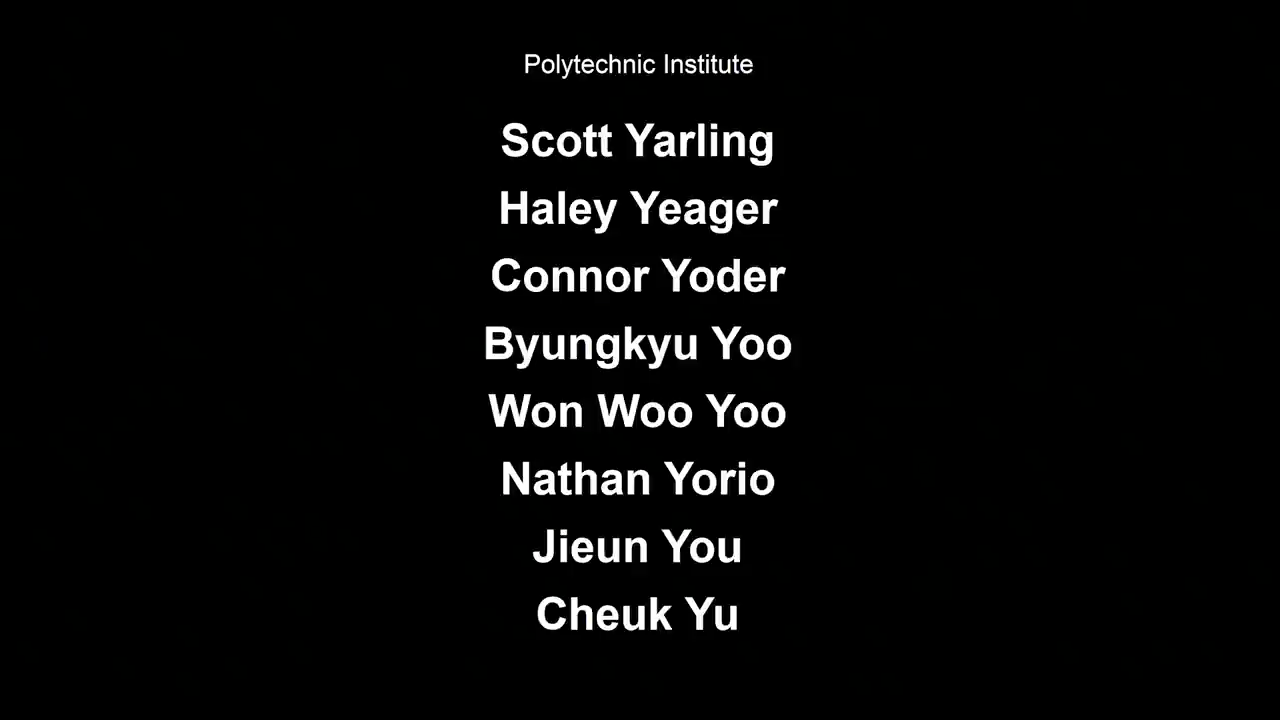 Polytechnic Institute
Scott Yarling
Haley Yeager
Connor Yoder
Byungkyu Yoo
Won Woo Yoo
Nathan Yorio
Jieun You
Cheuk Yu